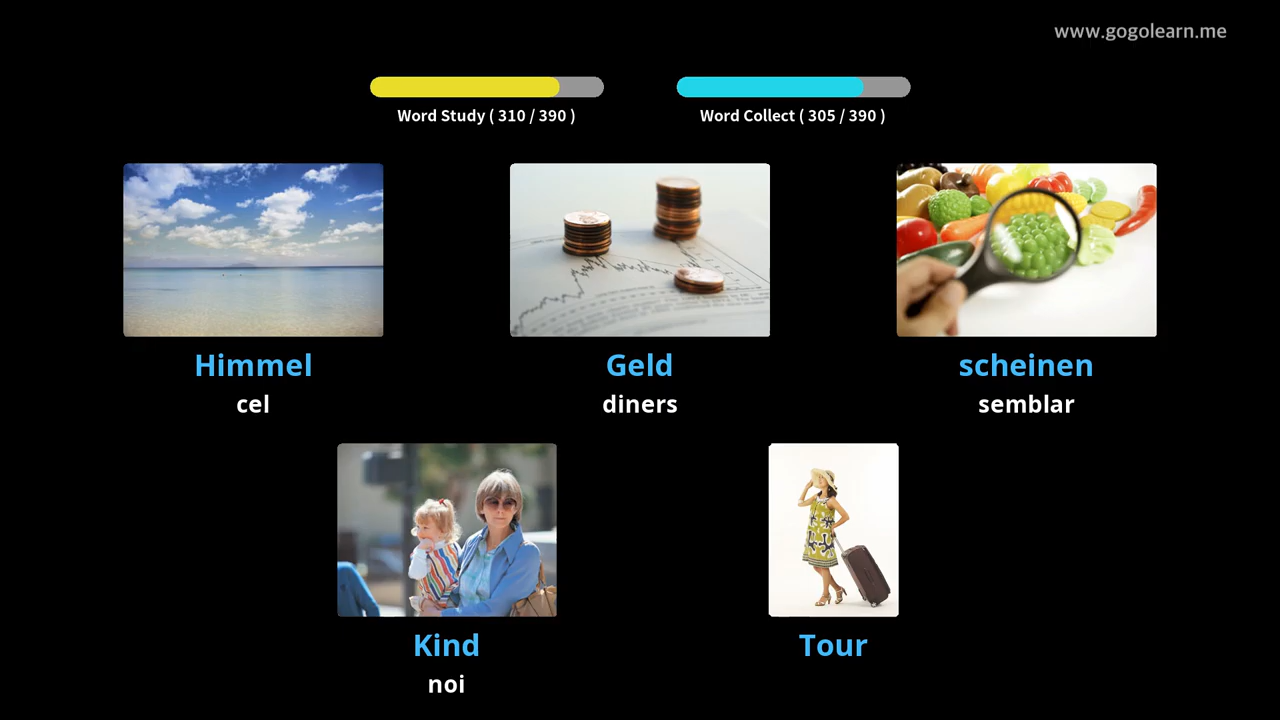 www.gogolearn.me
Word Study ( 310 / 390 )
Word Collect ( 305 / 390 )
Himmel
cel
Geld
diners
scheinen
semblar
Kind
noi
Tour